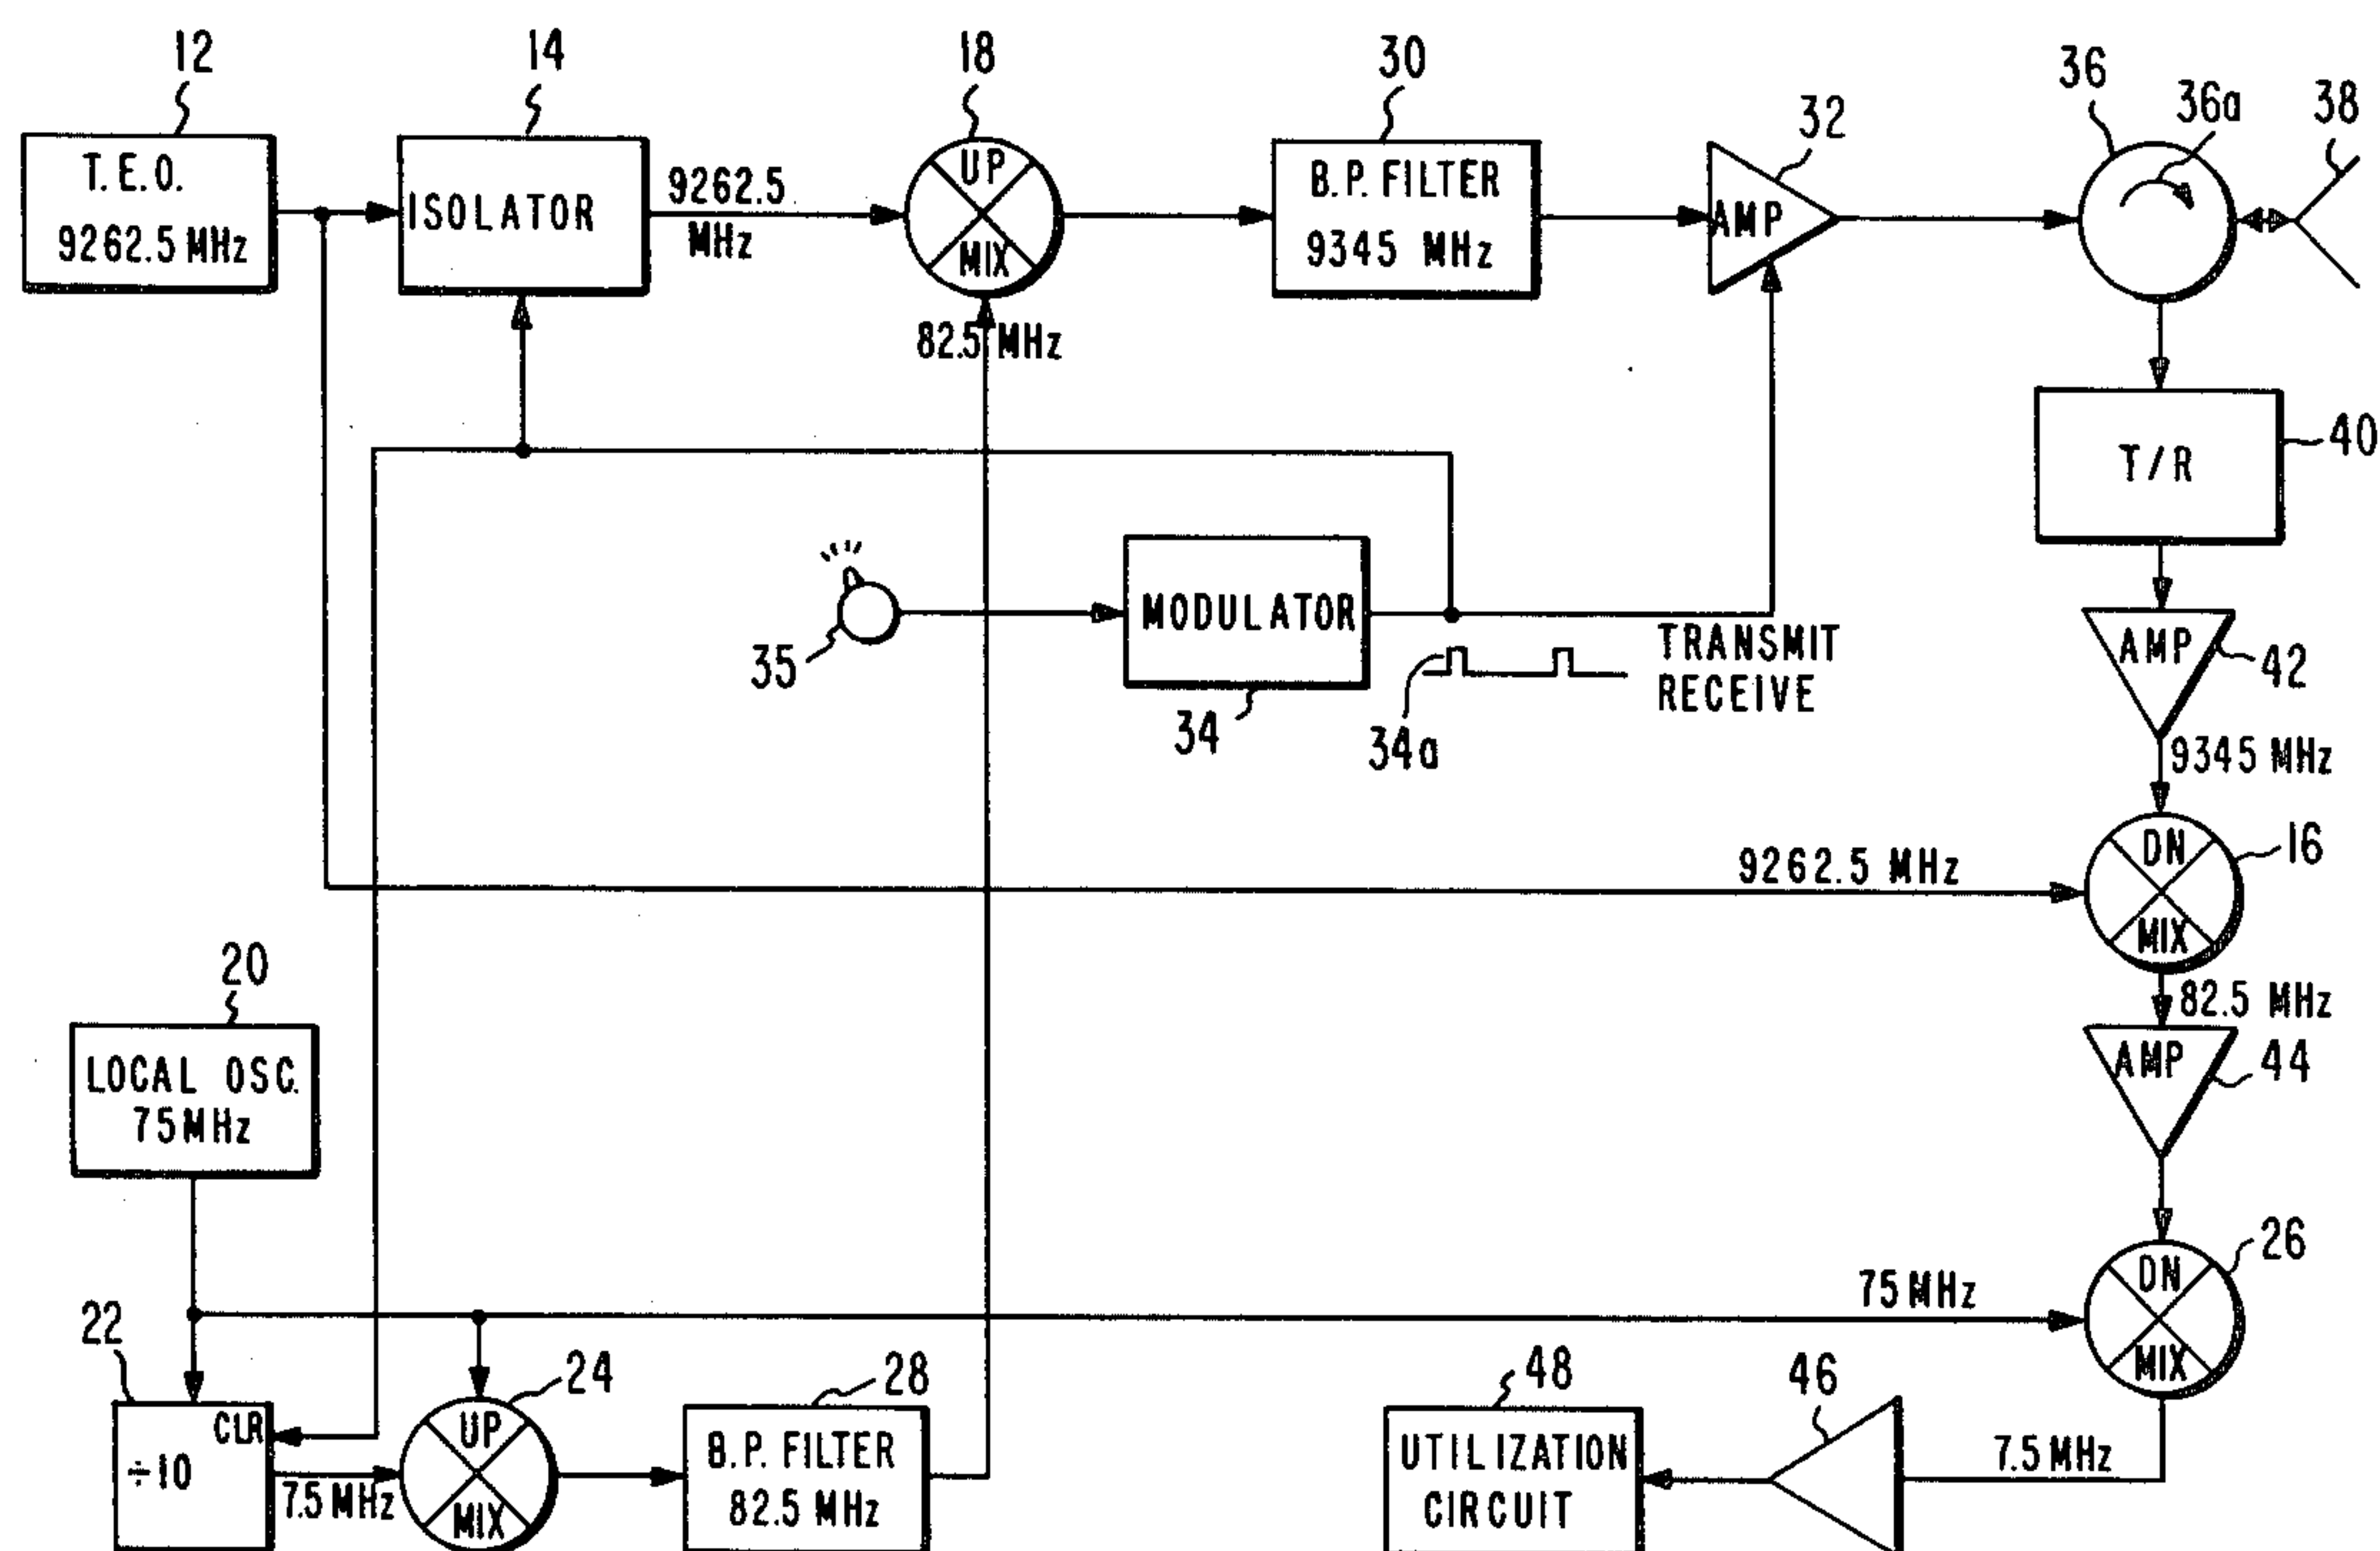 12
14
18
30
32
36
36a
38
T.E.O.
9262.5 MHz
ISOLATOR
9262.5
MHz
UP
MIX
82.5 MHz
B.P. FILTER
9345 MHz
AMP
T/R
40
35
MODULATOR
34
34a
TRANSMIT
RECEIVE
AMP
42
9345 MHz
9262.5 MHz
DN
MIX
16
82.5 MHz
AMP
44
20
LOCAL OSC.
75MHz
75 MHz
DN
MIX
26
22
CLR
÷10
7.5 MHz
24
UP
MIX
28
B.P. FILTER
82.5 MHz
48
UTILIZATION
CIRCUIT
46
7.5 MHz